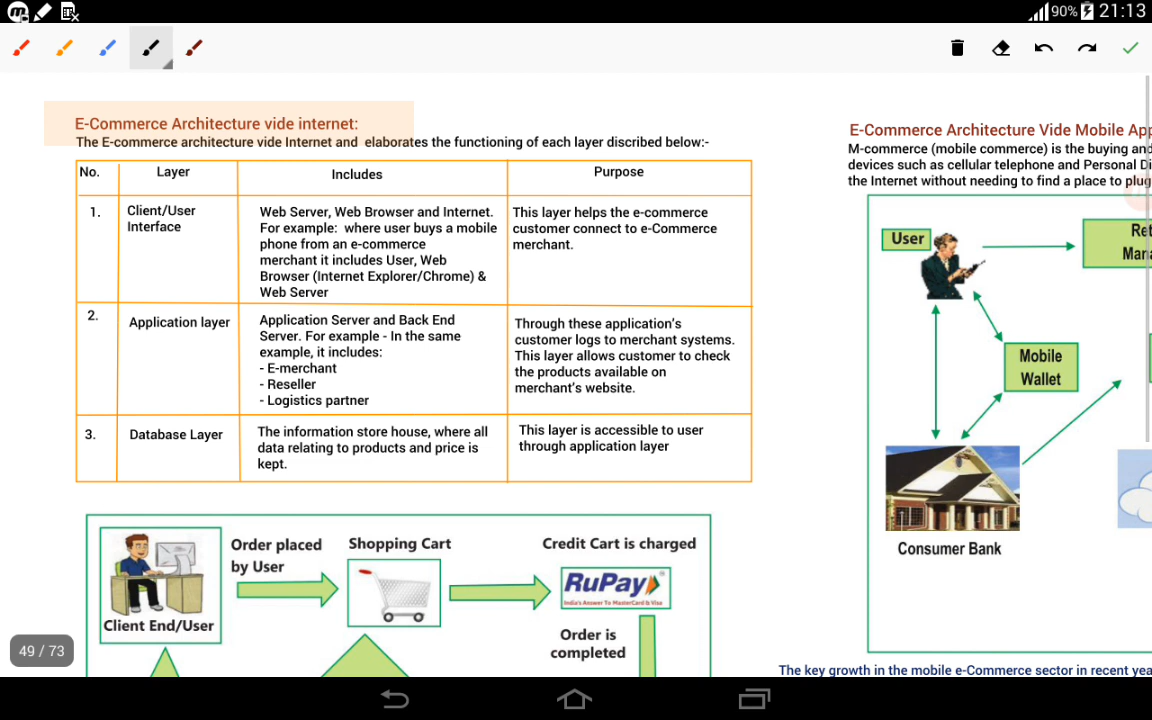 90% 21:13
E-Commerce Architecture vide internet:
The E-commerce architecture vide Internet and elaborates the functioning of each layer discribed below:-
No. Layer Includes Purpose
1. Client/User
Interface
Web Server, Web Browser and Internet.
For example: where user buys a mobile
phone from an e-commerce
merchant it includes User, Web
Browser (Internet Explorer/Chrome) &
Web Server
This layer helps the e-commerce
customer connect to e-Commerce
merchant.
2. Application layer
Application Server and Back End
Server. For example - In the same
example, it includes:
- E-merchant
- Reseller
- Logistics partner
Through these application's
customer logs to merchant systems.
This layer allows customer to check
the products available on
merchant's website.
3. Database Layer
The information store house, where all
data relating to products and price is
kept.
This layer is accessible to user
through application layer
Order placed
by User
Shopping Cart
Credit Cart is charged
RuPay
India's Answer To MasterCard & Visa
Client End/User
Order is
completed
49 / 73
E-Commerce Architecture Vide Mobile App
M-commerce (mobile commerce) is the buying and
devices such as cellular telephone and Personal Di
the Internet without needing to find a place to plug
User
Ret
Mana
Mobile
Wallet
Consumer Bank
The key growth in the mobile e-Commerce sector in recent yea